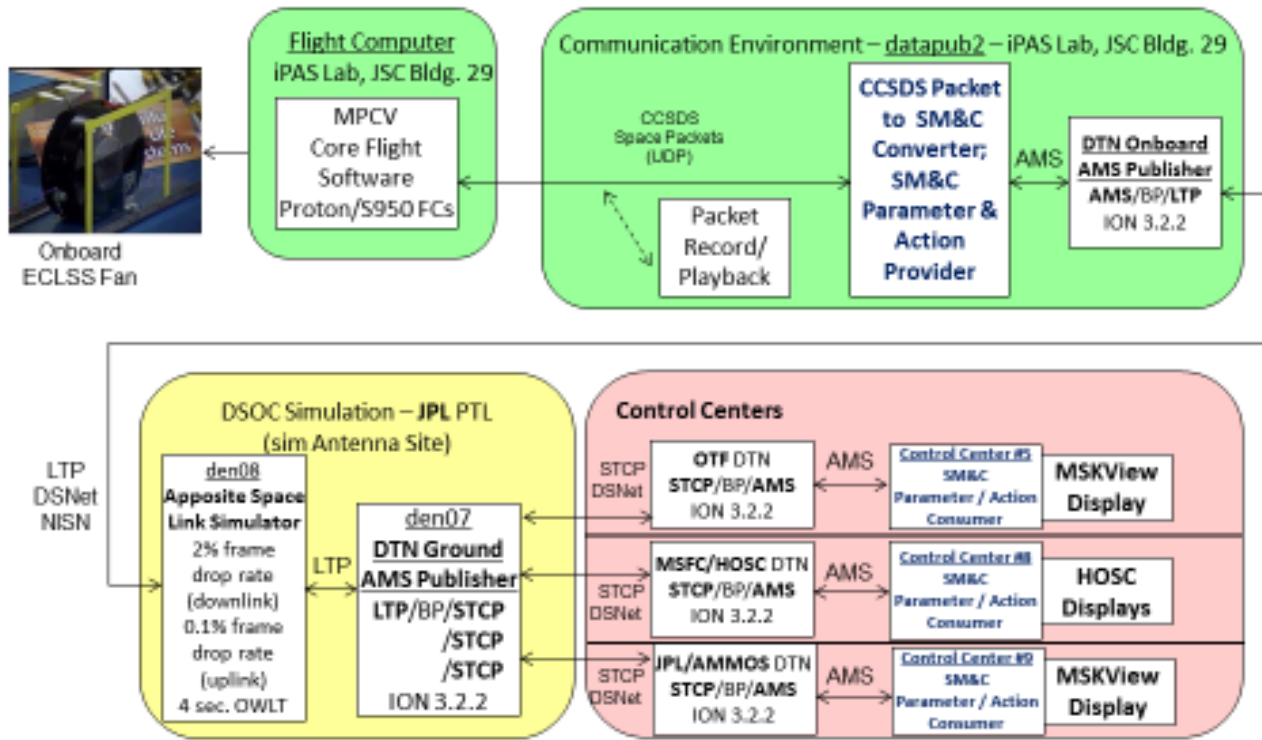 Flight Computer
iPAS Lab, JSC Bldg. 29
MPCV
Core Flight
Software
Proton/S950 FCs
Onboard
ECLSS Fan
Communication Environment – datapub2 – iPAS Lab, JSC Bldg. 29
CCSDS
Space Packets
(UDP)
Packet
Record/
Playback
CCSDS Packet
to SM&C
Converter;
SM&C
Parameter &
Action
Provider
AMS
DTN Onboard
AMS Publisher
AMS/BP/LTP
ION 3.2.2
LTP
DSNet
NISN
DSOC Simulation – JPL PTL
(sim Antenna Site)
den08
Apposite Space
Link Simulator
2% frame
drop rate
(downlink)
0.1% frame
drop rate
(uplink)
4 sec. OWLT
LTP
den07
DTN Ground
AMS Publisher
LTP/BP/STCP
/STCP
/STCP
ION 3.2.2
Control Centers
STCP
DSNet
OTF DTN
STCP/BP/AMS
ION 3.2.2
AMS
Control Center #5
SM&C
Parameter / Action
Consumer
MSKView
Display
STCP
DSNet
MSFC/HOSC DTN
STCP/BP/AMS
ION 3.2.2
AMS
Control Center #8
SM&C
Parameter / Action
Consumer
HOSC
Displays
STCP
DSNet
JPL/AMMOS DTN
STCP/BP/AMS
ION 3.2.2
AMS
Control Center #9
SM&C
Parameter / Action
Consumer
MSKView
Display